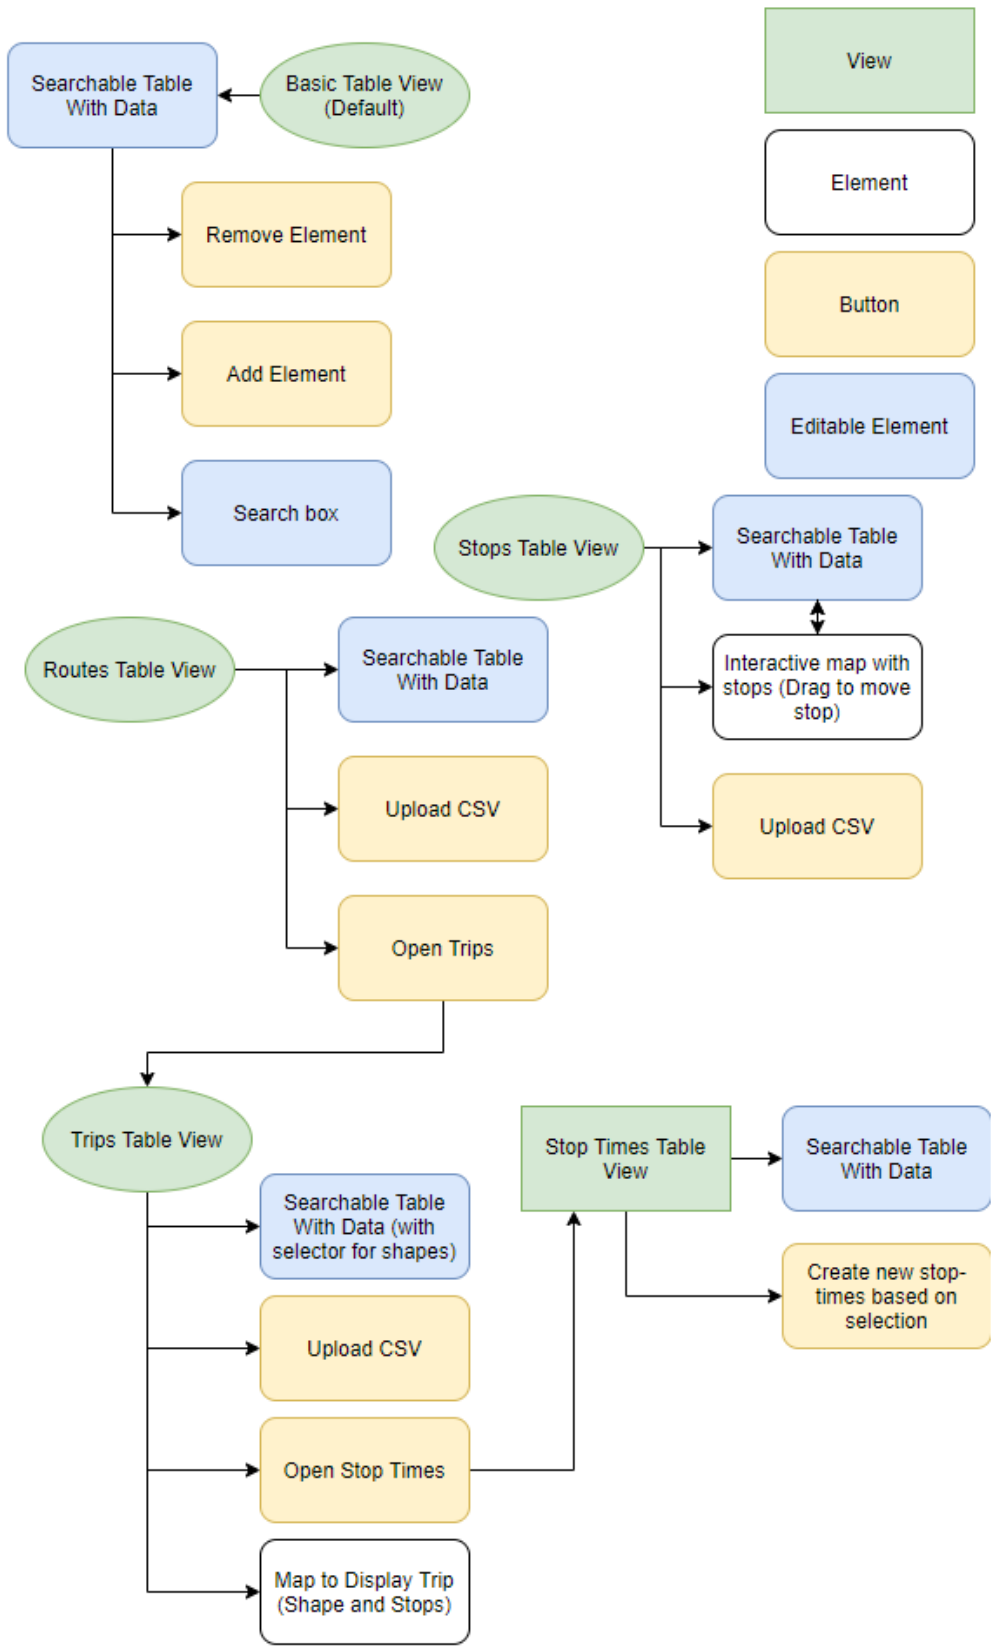 Searchable Table
With Data
Basic Table View
(Default)
View
Element
Remove Element
Button
Add Element
Editable Element
Search box
Stops Table View
Searchable Table
With Data
Interactive map with
stops (Drag to move
stop)
Upload CSV
Routes Table View
Searchable Table
With Data
Upload CSV
Open Trips
Trips Table View
Searchable Table
With Data (with
selector for shapes)
Upload CSV
Open Stop Times
Map to Display Trip
(Shape and Stops)
Stop Times Table
View
Searchable Table
With Data
Create new stop-
times based on
selection